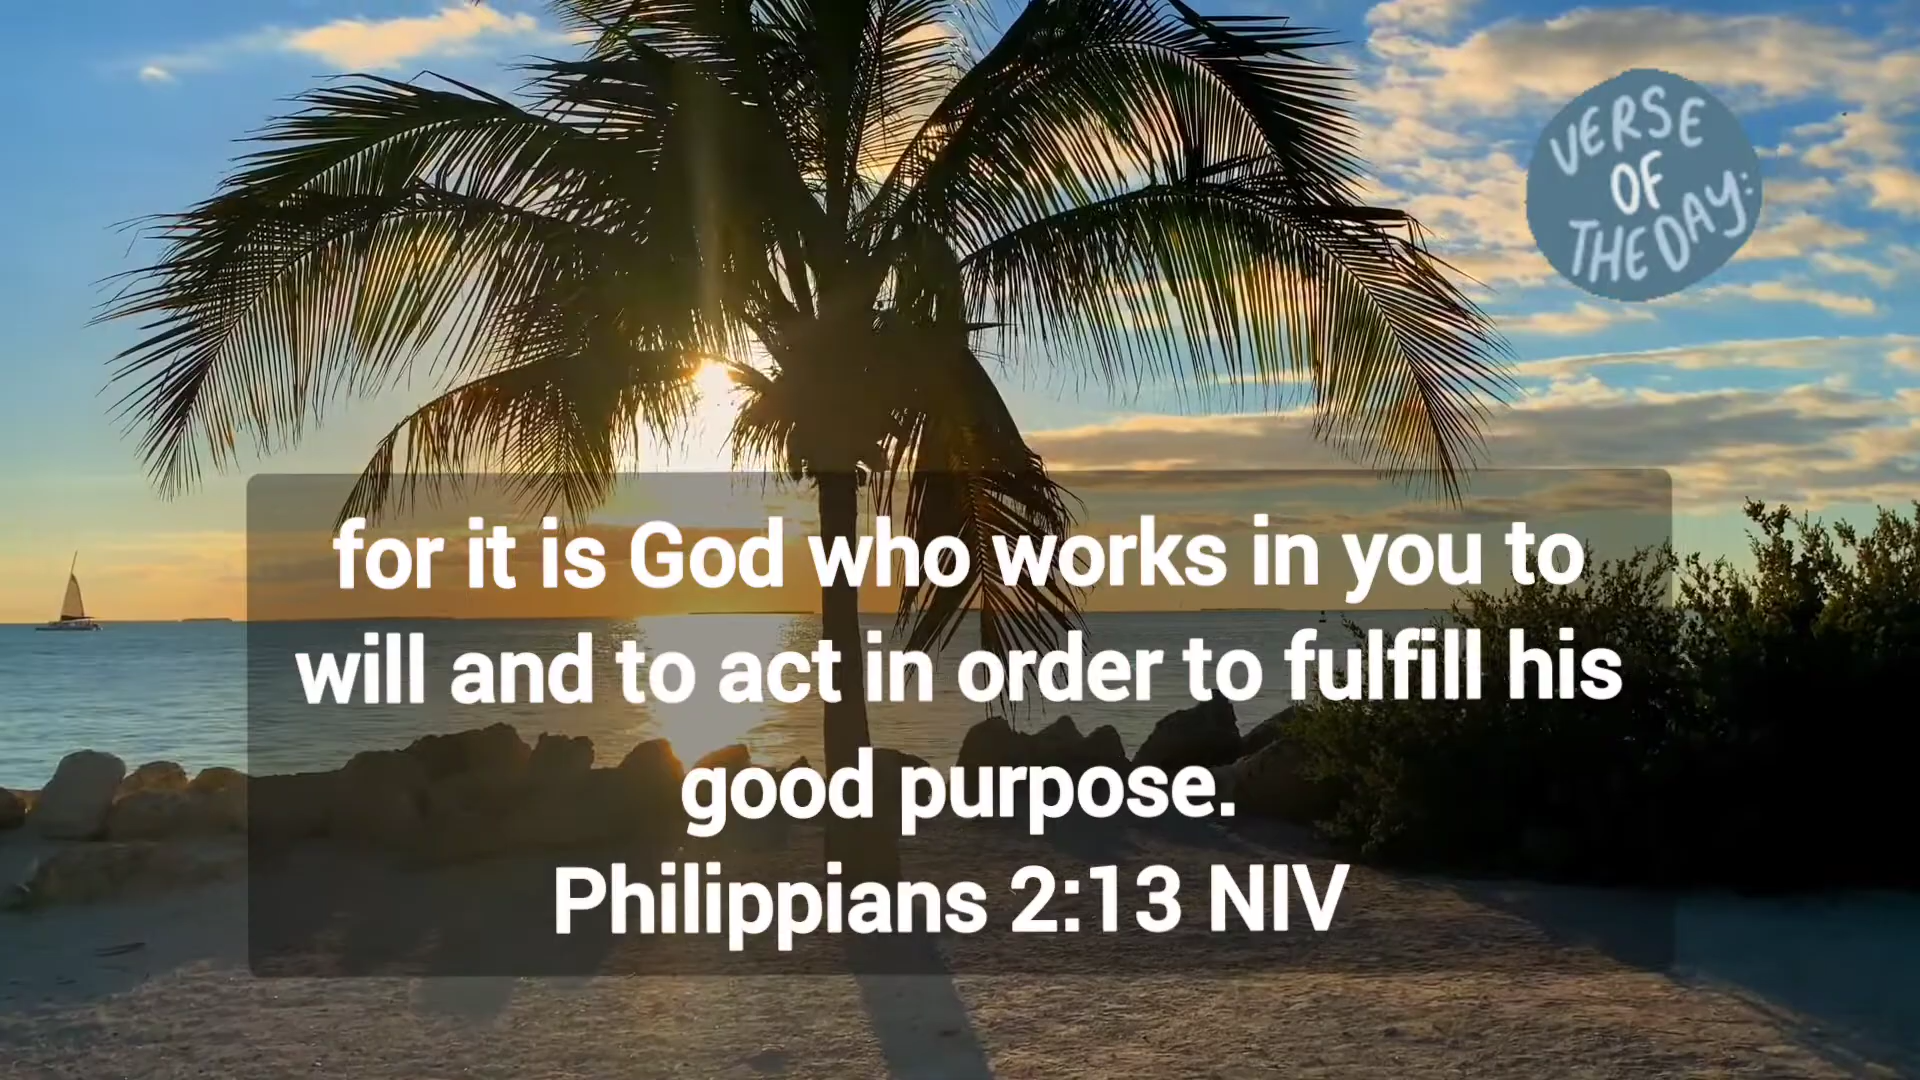 VERSE
OF
THE DAY:
for it is God who works in you to
will and to act in order to fulfill his
good purpose.
Philippians 2:13 NIV